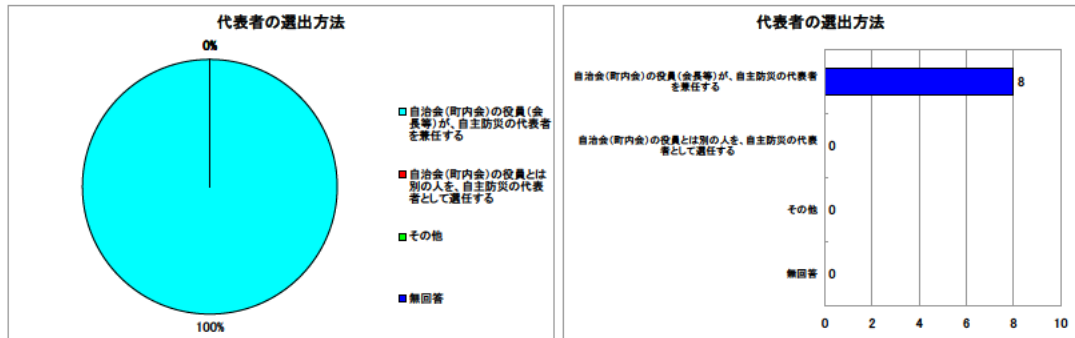 代表者の選出方法
0%
100%
自治会(町内会)の役員(会
長等)が、自主防災の代表者
を兼任する
自治会(町内会)の役員とは
別の人を、自主防災の代表
者として選任する
その他
無回答
代表者の選出方法
自治会(町内会)の役員(会長等)が、自主防災の代表者
を兼任する
8
自治会(町内会)の役員とは別の人を、自主防災の代表
者として選任する
0
その他
0
無回答
0
0 2 4 6 8 10